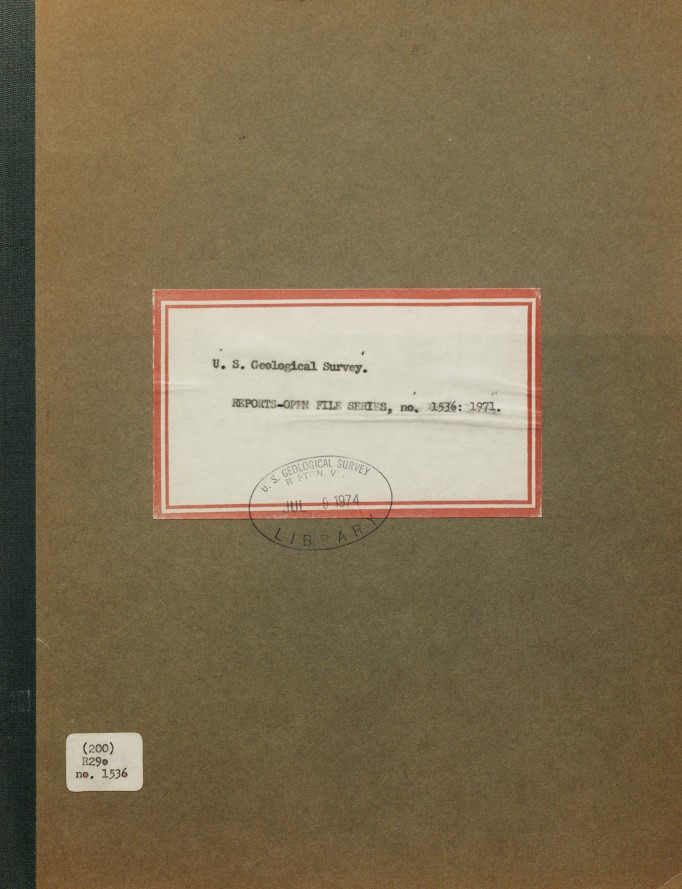 U. S. Geological Survey.
REPORTS-OPEN FILE SERIES, no. 1536: 1971.
U. S. GEOLOGICAL SURVEY
JUL 9 1974
LIBRARY
(200)
R29o
no. 1536